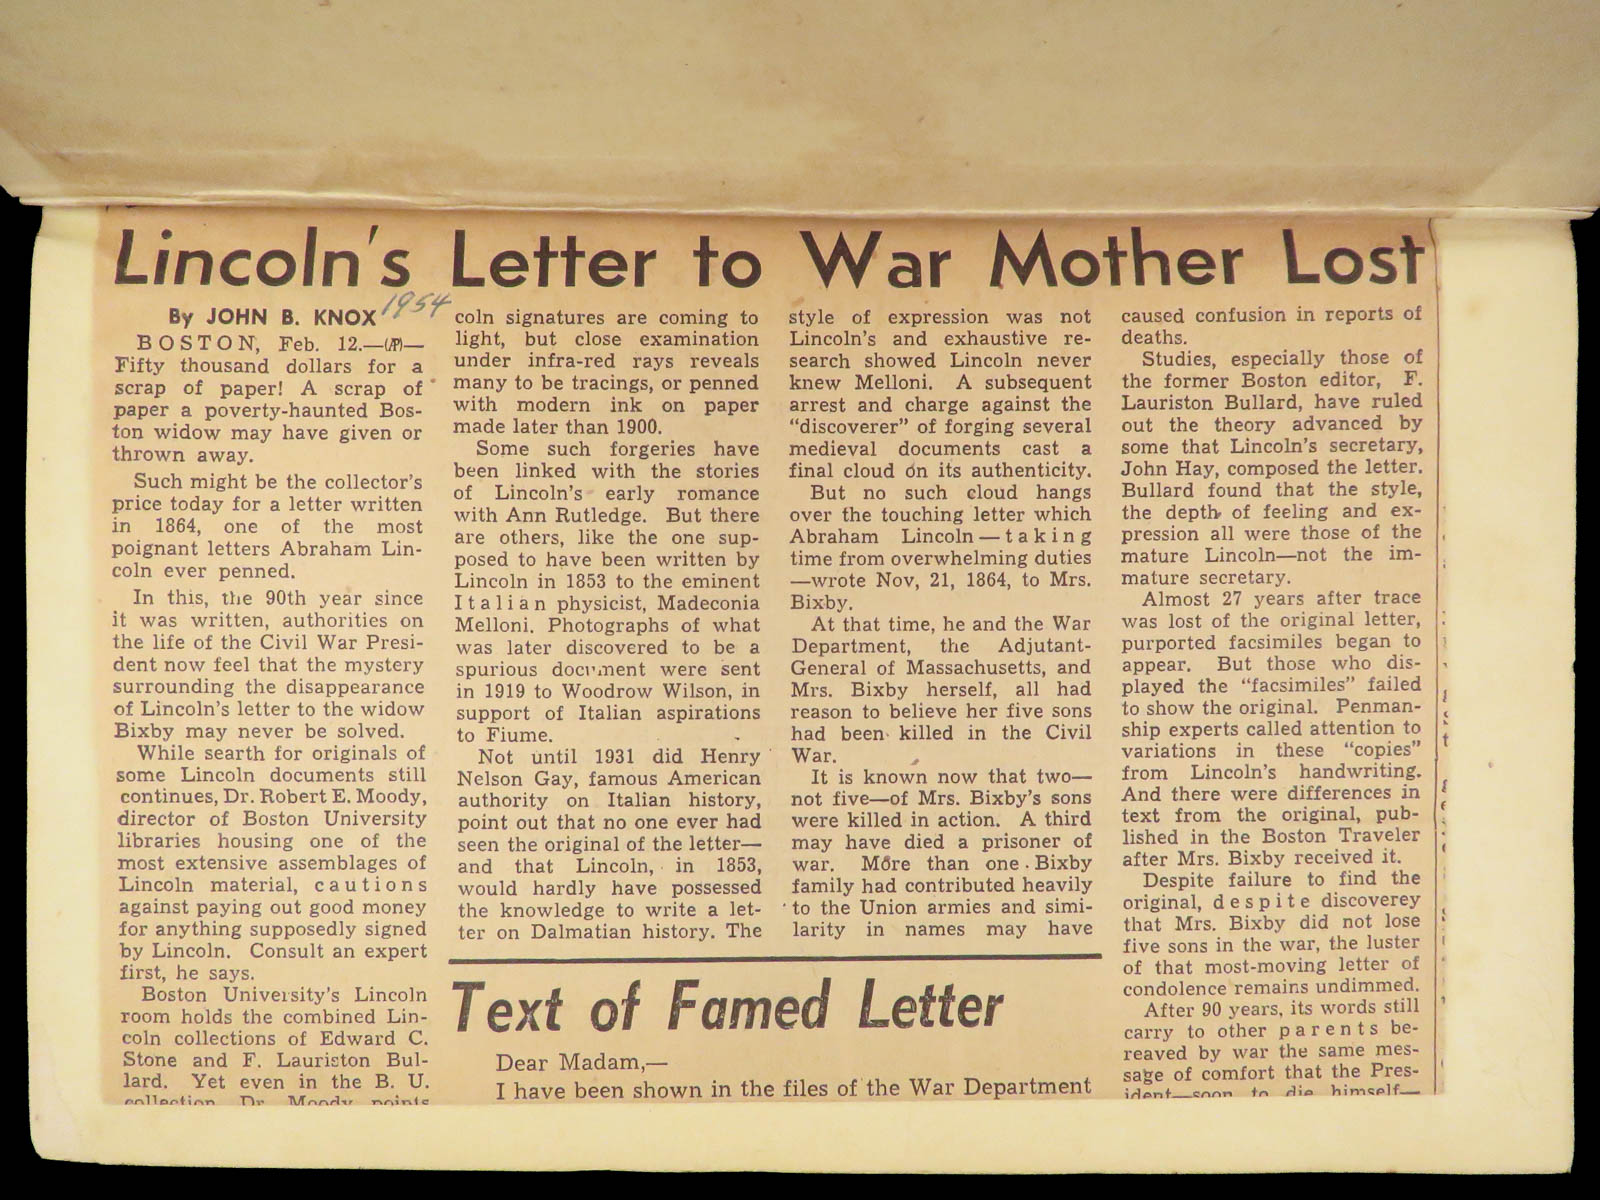 Lincoln's Letter to War Mother Lost
By JOHN B. KNOX 1954
BOSTON, Feb. 12.—(AP)—
Fifty thousand dollars for a
scrap of paper! A scrap of
paper a poverty-haunted Bos-
ton widow may have given or
thrown away.
Such might be the collector's
price today for a letter written
in 1864, one of the most
poignant letters Abraham Lin-
coln ever penned.
In this, the 90th year since
it was written, authorities on
the life of the Civil War Presi-
dent now feel that the mystery
surrounding the disappearance
of Lincoln's letter to the widow
Bixby may never be solved.
While searth for originals of
some Lincoln documents still
continues, Dr. Robert E. Moody,
director of Boston University
libraries housing one of the
most extensive assemblages of
Lincoln material, cautions
against paying out good money
for anything supposedly signed
by Lincoln. Consult an expert
first, he says.
Boston University's Lincoln
room holds the combined Lin-
coln collections of Edward C.
Stone and F. Lauriston Bul-
lard. Yet even in the B. U.
collection Dr. Moody points
coln signatures are coming to
light, but close examination
under infra-red rays reveals
many to be tracings, or penned
with modern ink on paper
made later than 1900.
Some such forgeries have
been linked with the stories
of Lincoln's early romance
with Ann Rutledge. But there
are others, like the one sup-
posed to have been written by
Lincoln in 1853 to the eminent
Italian physicist, Madeconia
Melloni. Photographs of what
was later discovered to be a
spurious document were sent
in 1919 to Woodrow Wilson, in
support of Italian aspirations
to Fiume.
Not until 1931 did Henry
Nelson Gay, famous American
authority on Italian history,
point out that no one ever had
seen the original of the letter—
and that Lincoln, in 1853,
would hardly have possessed
the knowledge to write a let-
ter on Dalmatian history. The
style of expression was not
Lincoln's and exhaustive re-
search showed Lincoln never
knew Melloni. A subsequent
arrest and charge against the
"discoverer" of forging several
medieval documents cast a
final cloud on its authenticity.
But no such cloud hangs
over the touching letter which
Abraham Lincoln—taking
time from overwhelming duties
—wrote Nov, 21, 1864, to Mrs.
Bixby.
At that time, he and the War
Department, the Adjutant-
General of Massachusetts, and
Mrs. Bixby herself, all had
reason to believe her five sons
had been killed in the Civil
War.
It is known now that two—
not five—of Mrs. Bixby's sons
were killed in action. A third
may have died a prisoner of
war. More than one Bixby
family had contributed heavily
to the Union armies and simi-
larity in names may have
caused confusion in reports of
deaths.
Studies, especially those of
the former Boston editor, F.
Lauriston Bullard, have ruled
out the theory advanced by
some that Lincoln's secretary,
John Hay, composed the letter.
Bullard found that the style,
the depth of feeling and ex-
pression all were those of the
mature Lincoln—not the im-
mature secretary.
Almost 27 years after trace
was lost of the original letter,
purported facsimiles began to
appear. But those who dis-
played the "facsimiles" failed
to show the original. Penman-
ship experts called attention to
variations in these "copies"
from Lincoln's handwriting.
And there were differences in
text from the original, pub-
lished in the Boston Traveler
after Mrs. Bixby received it.
Despite failure to find the
original, despite discoverey
that Mrs. Bixby did not lose
five sons in the war, the luster
of that most-moving letter of
condolence remains undimmed.
After 90 years, its words still
carry to other parents be-
reaved by war the same mes-
sage of comfort that the Pres-
ident—soon to die himself—
Text of Famed Letter
Dear Madam,—
I have been shown in the files of the War Department